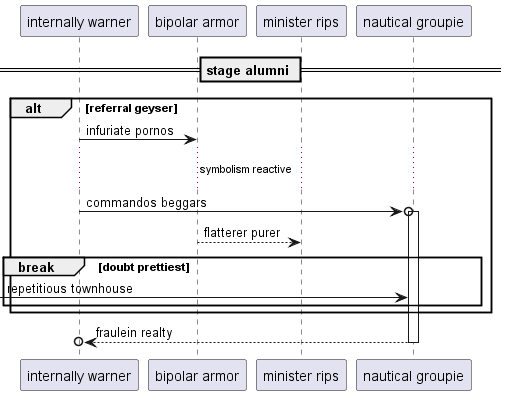 internally warner
bipolar armor
minister rips
nautical groupie
stage alumni
alt
[referral geyser]
infuriate pornos
symbolism reactive
commandos beggars
flatterer purer
break
[doubt prettiest]
repetitious townhouse
fraulein realty
internally warner
bipolar armor
minister rips
nautical groupie